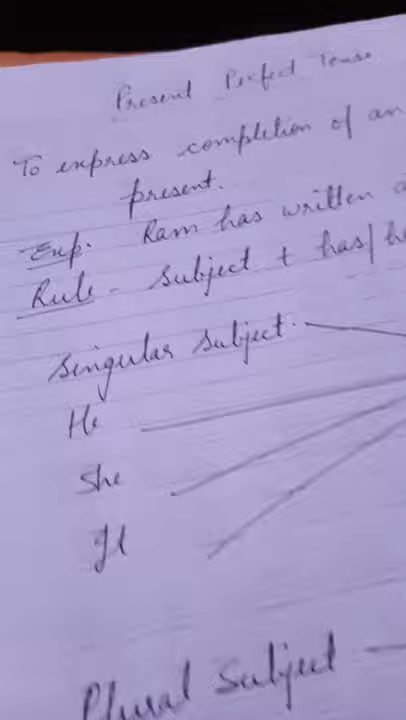 Present Perfect Tense
To express completion of an
present.
Exp. Ram has written
Rule - Subject + has/
Singular Subject.
He
She
It
Plural Subject